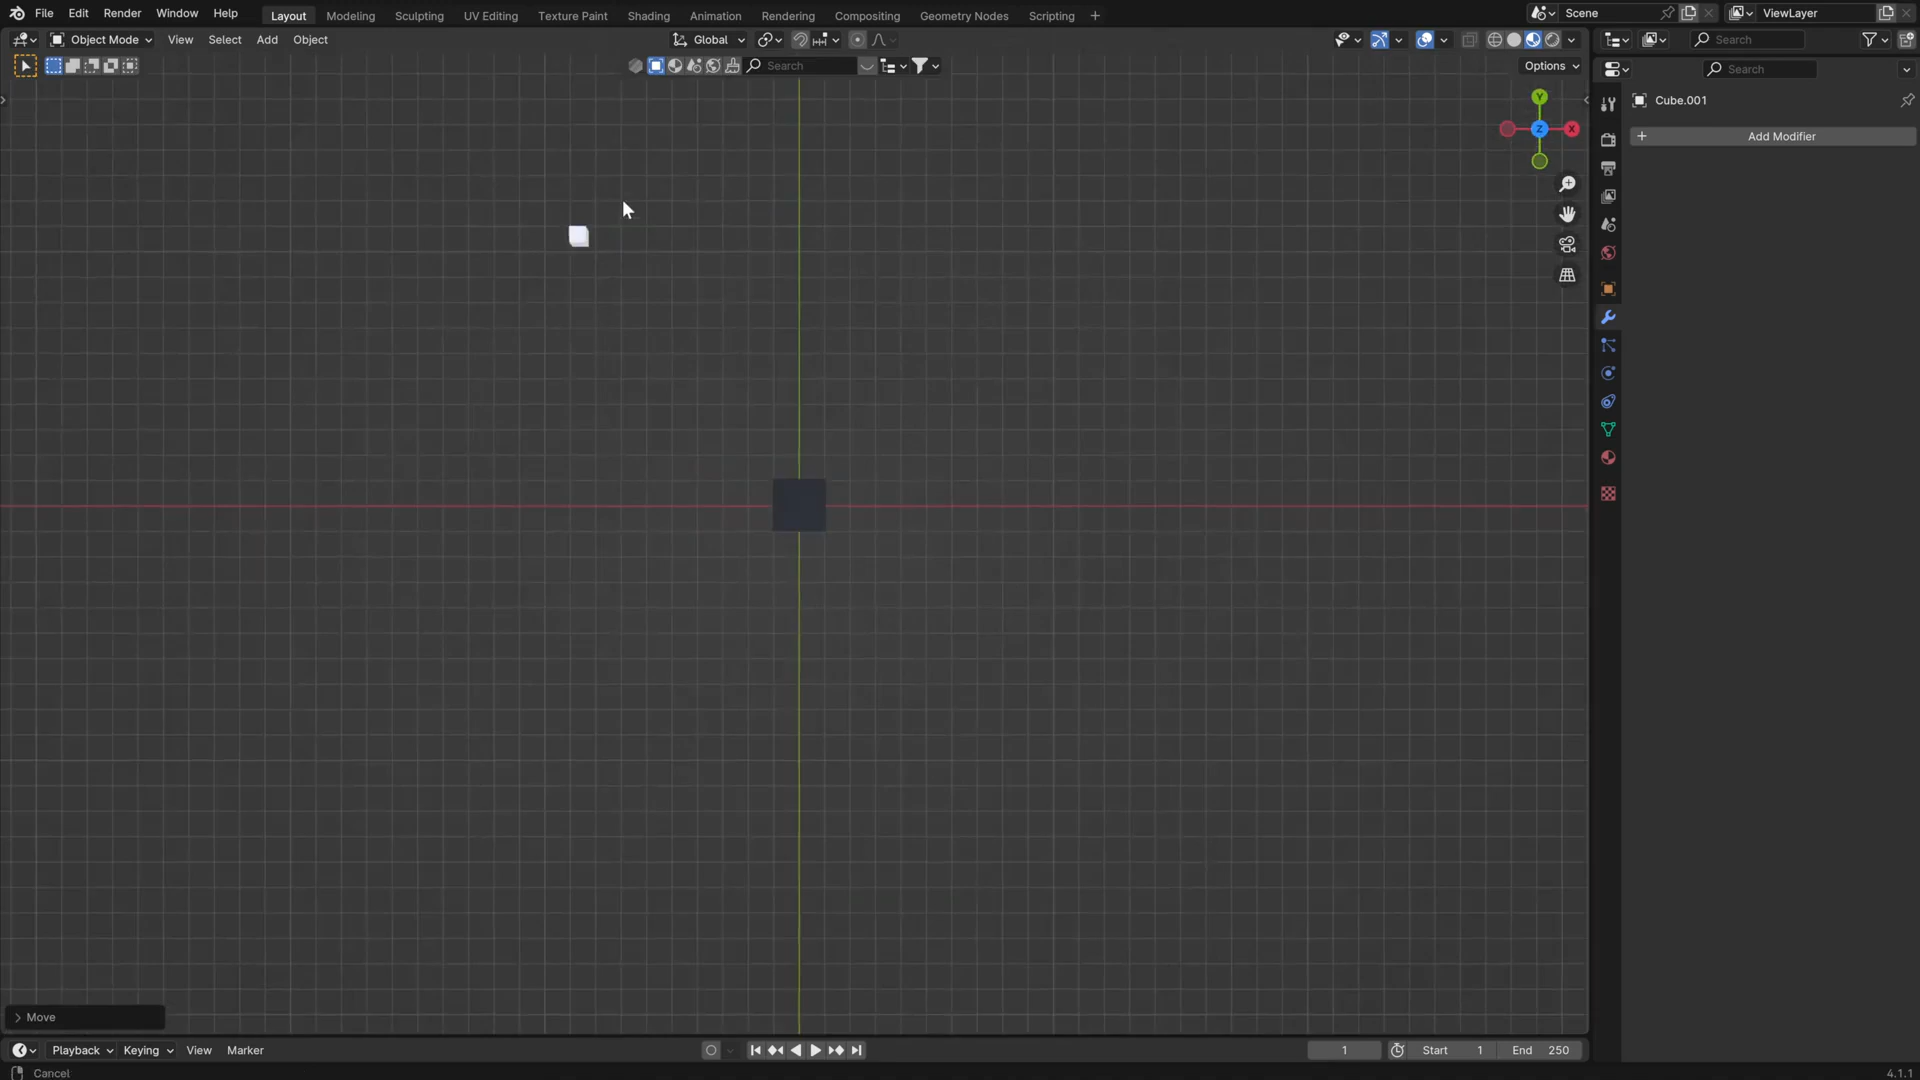 File Edit Render Window Help Layout Modeling Sculpting UV Editing Texture Paint Shading Animation Rendering Compositing Geometry Nodes Scripting + Scene ViewLayer
Object Mode View Select Add Object Global Search
Search Options Search
Y
Cube.001
Z X
+ Add Modifier
> Move
Playback Keying View Marker 1 Start 1 End 250
Cancel 4.1.1